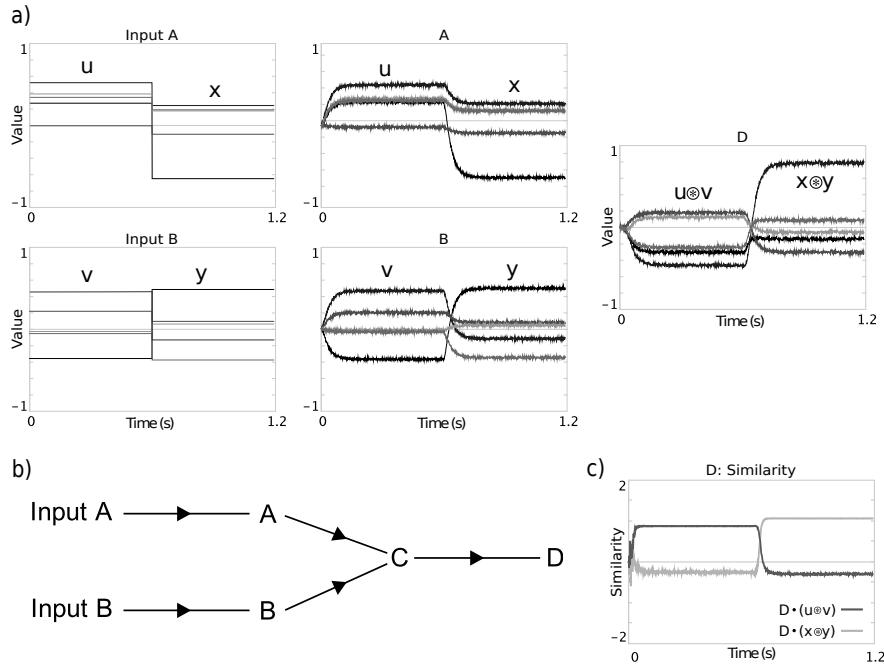 a)
Input A
1
u
x
Value
-1
0
1.2
A
1
u
x
-1
0
1.2
Input B
1
v
y
Value
-1
0
Time (s)
1.2
B
1
v
y
-1
0
Time (s)
1.2
D
1
u⊛v
x⊛y
Value
-1
0
Time (s)
1.2
b)
Input A
A
C
D
Input B
B
c)
D: Similarity
2
Similarity
D•(u⊛v)
D•(x⊛y)
-2
0
Time (s)
1.2